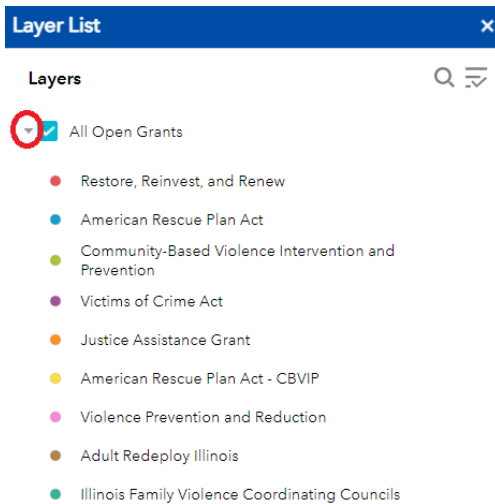 Layer List
Layers
All Open Grants
Restore, Reinvest, and Renew
American Rescue Plan Act
Community-Based Violence Intervention and
Prevention
Victims of Crime Act
Justice Assistance Grant
American Rescue Plan Act - CBVIP
Violence Prevention and Reduction
Adult Redeploy Illinois
Illinois Family Violence Coordinating Councils